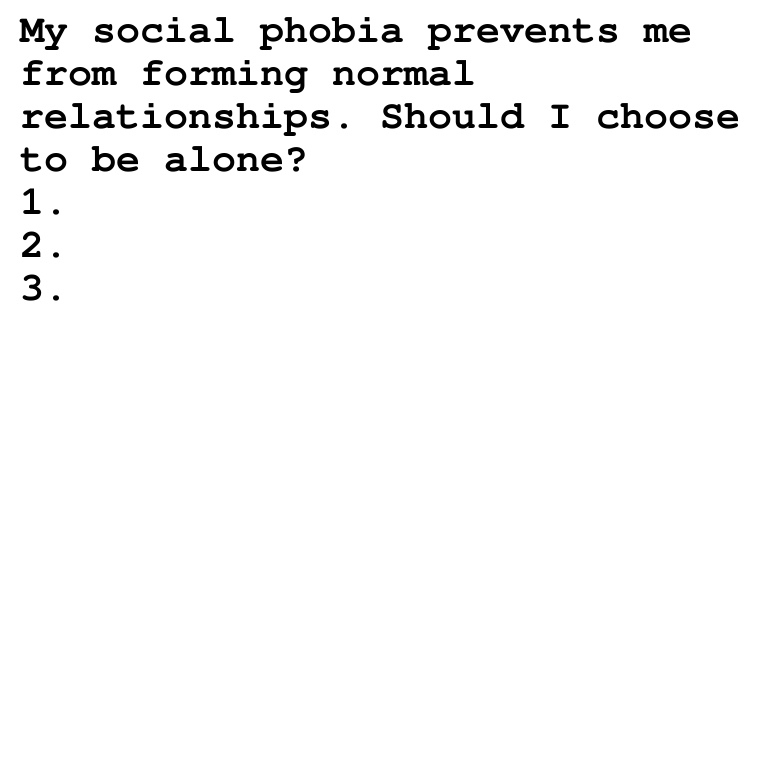 My social phobia prevents me
from forming normal
relationships. Should I choose
to be alone?
1.
2.
3.